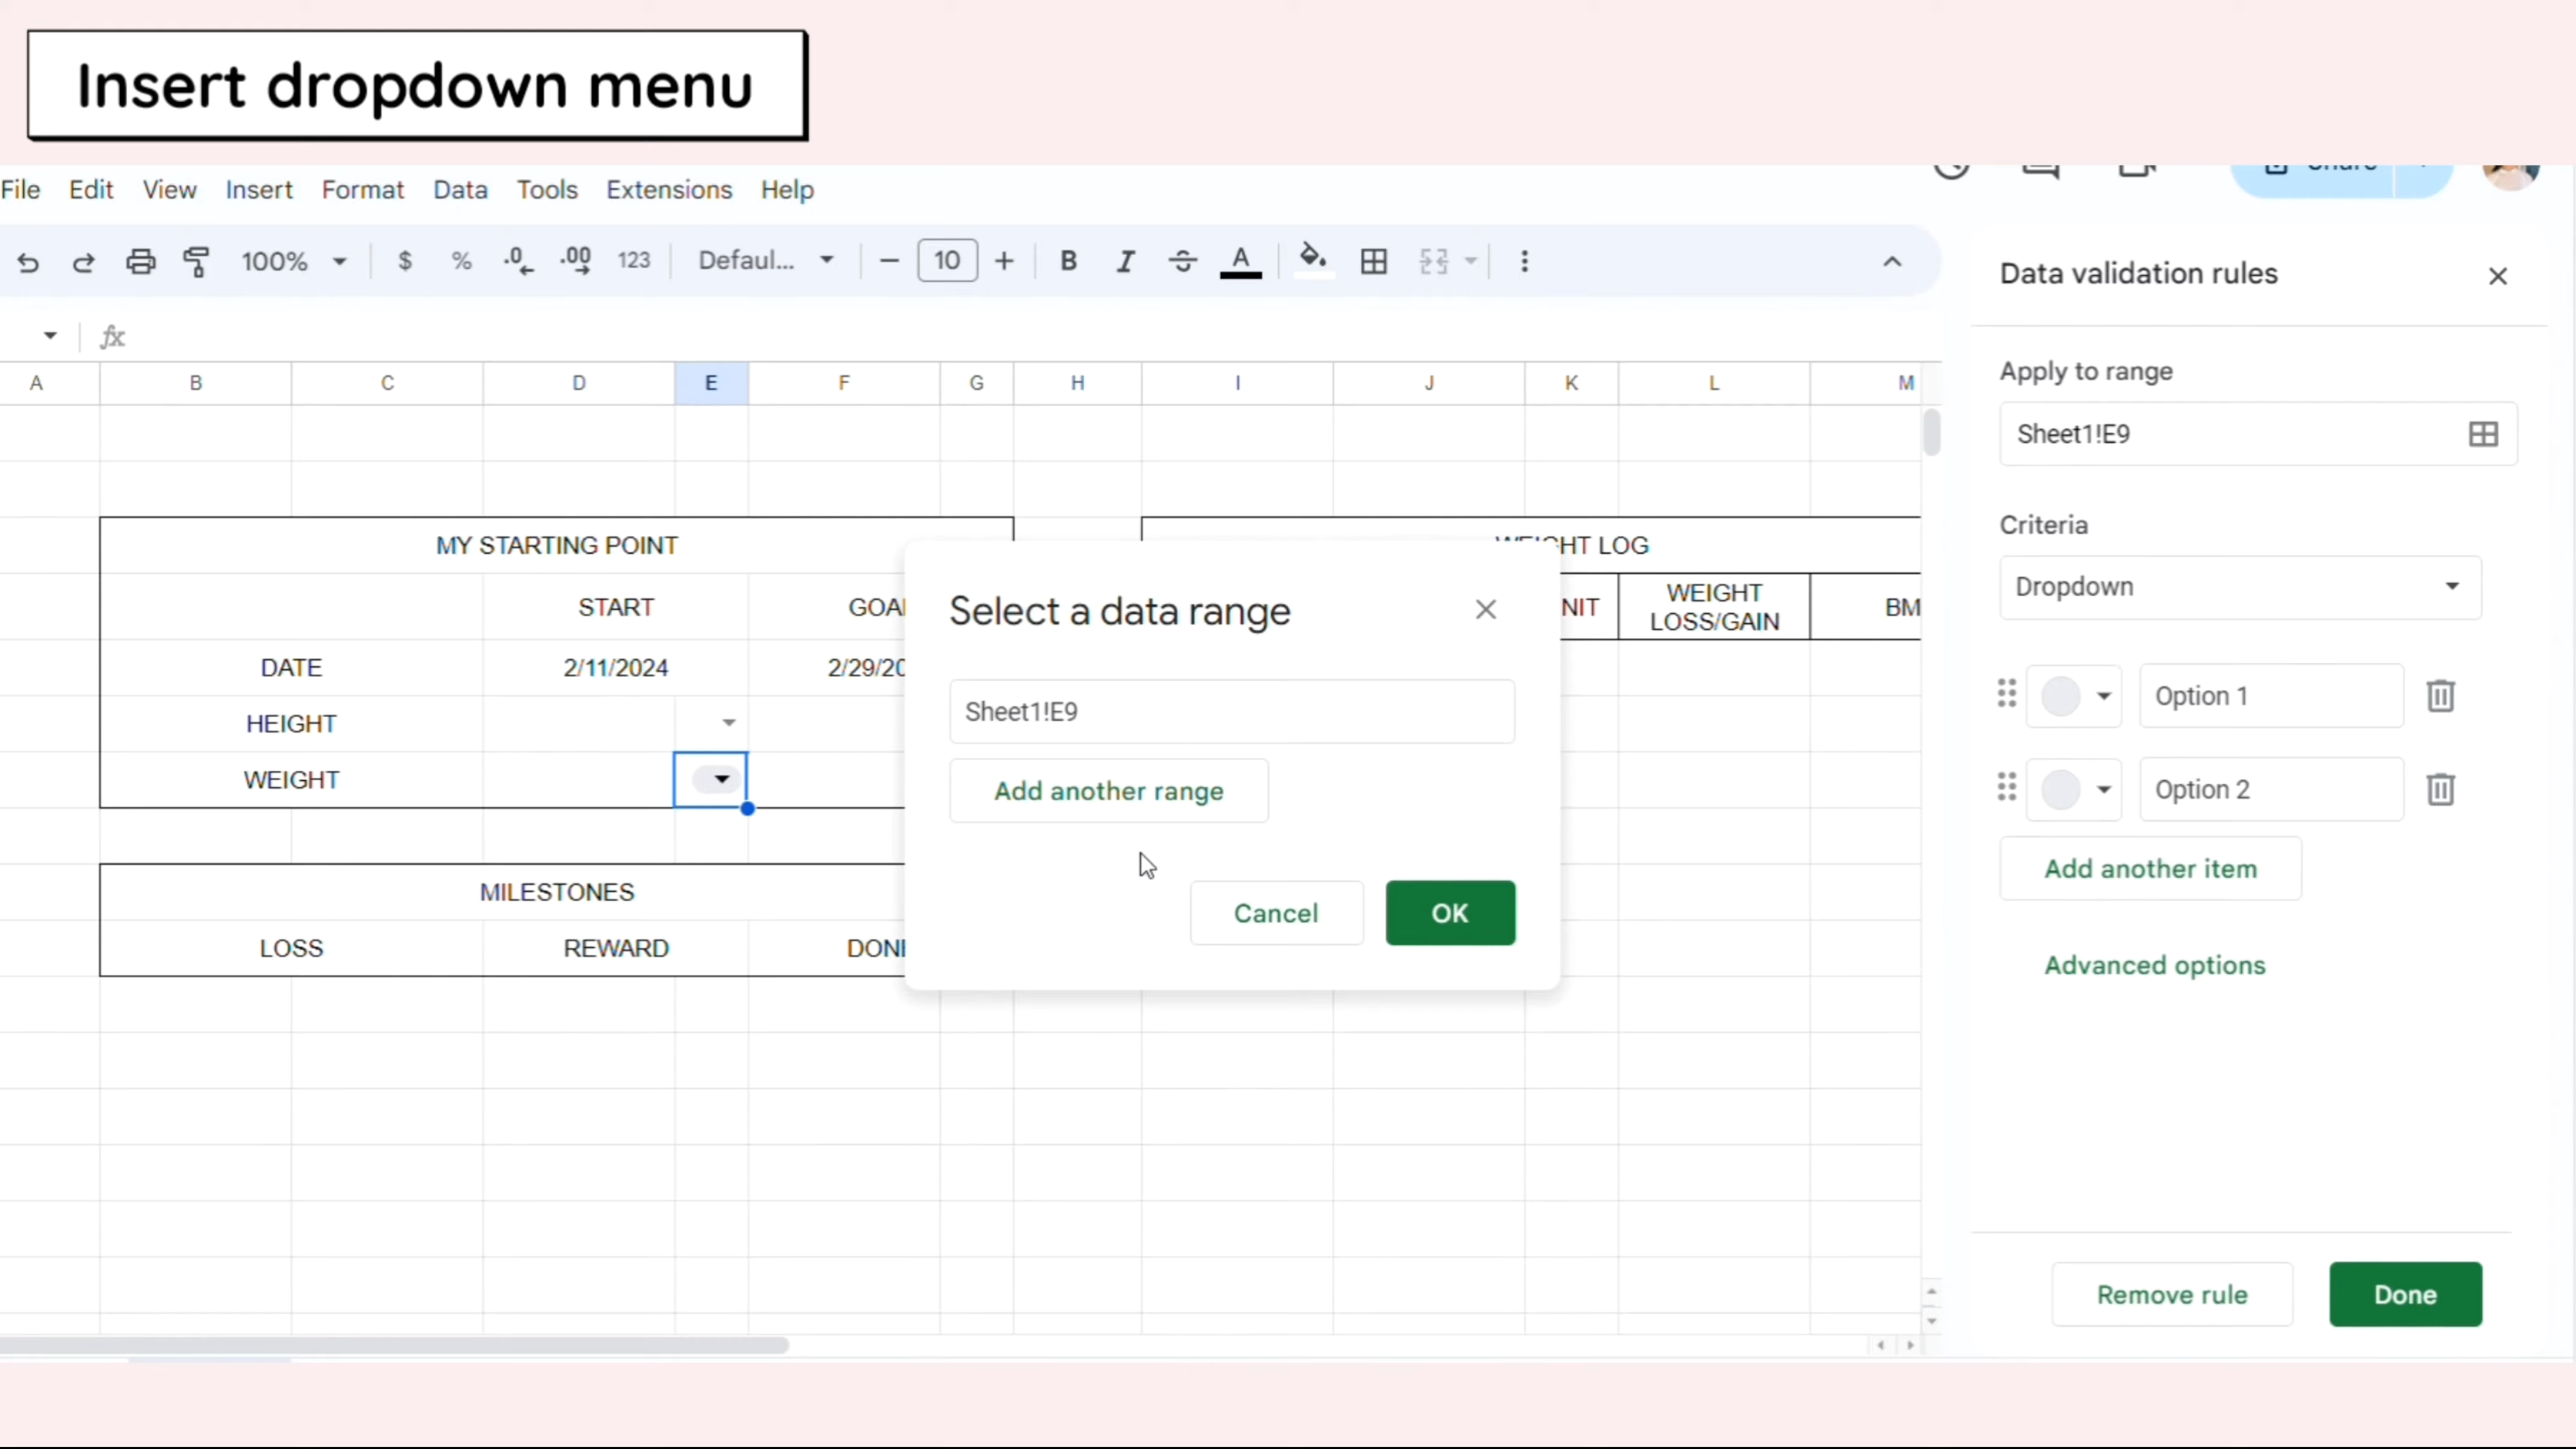 Insert dropdown menu
File Edit View Insert Format Data Tools Extensions Help
100% $ % .0 .00 123 Defaul... 10 B I S A
fx
A B C D E F G H I J K L M
MY STARTING POINT
START
DATE 2/11/2024
HEIGHT
WEIGHT
MILESTONES
LOSS REWARD
LOG
WEIGHT
LOSS/GAIN
Select a data range
Sheet1!E9
Add another range
Cancel OK
Data validation rules
Apply to range
Sheet1!E9
Criteria
Dropdown
Option 1
Option 2
Add another item
Advanced options
Remove rule Done